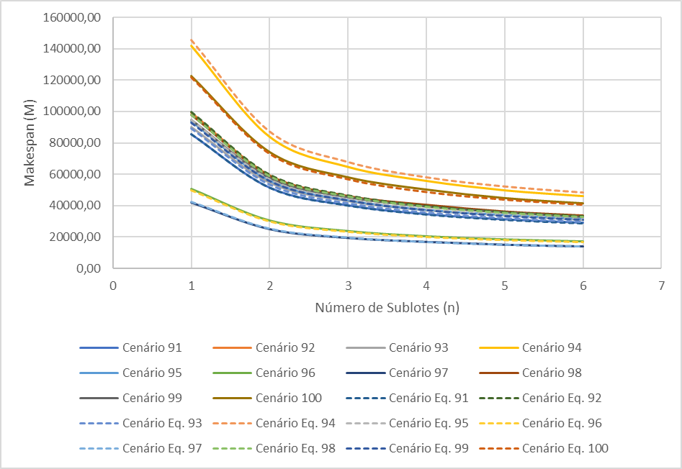 160000,00
140000,00
120000,00
100000,00
80000,00
60000,00
40000,00
20000,00
0,00
Makespan (M)
0 1 2 3 4 5 6 7
Número de Sublotes (n)
Cenário 91 Cenário 92 Cenário 93 Cenário 94
Cenário 95 Cenário 96 Cenário 97 Cenário 98
Cenário 99 Cenário 100 Cenário Eq. 91 Cenário Eq. 92
Cenário Eq. 93 Cenário Eq. 94 Cenário Eq. 95 Cenário Eq. 96
Cenário Eq. 97 Cenário Eq. 98 Cenário Eq. 99 Cenário Eq. 100